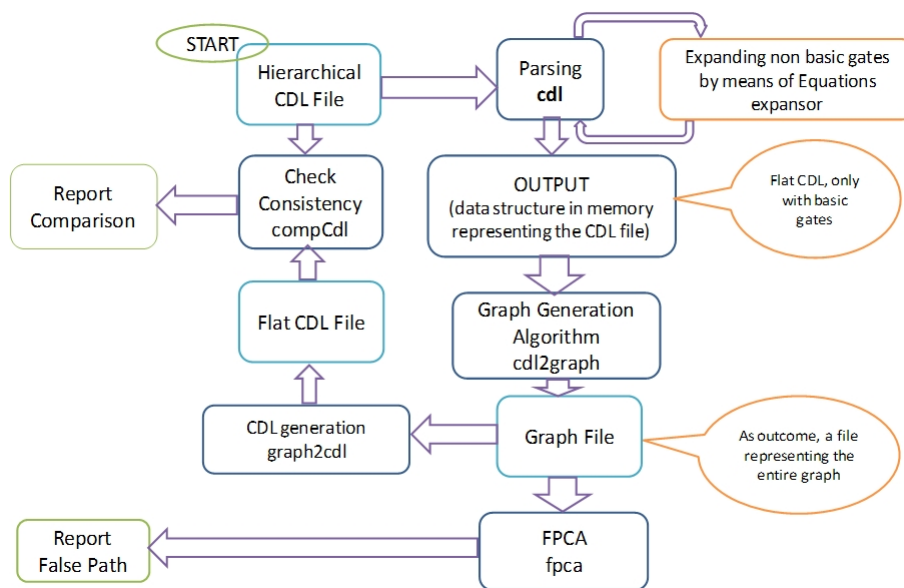 START
Hierarchical
CDL File
Parsing
cdl
Expanding non basic gates
by means of Equations
expansor
Report
Comparison
Check
Consistency
compCdl
OUTPUT
(data structure in memory
representing the CDL file)
Flat CDL, only
with basic
gates
Flat CDL File
Graph Generation
Algorithm
cdl2graph
CDL generation
graph2cdl
Graph File
As outcome, a file
representing the
entire graph
Report
False Path
FPCA
fpca